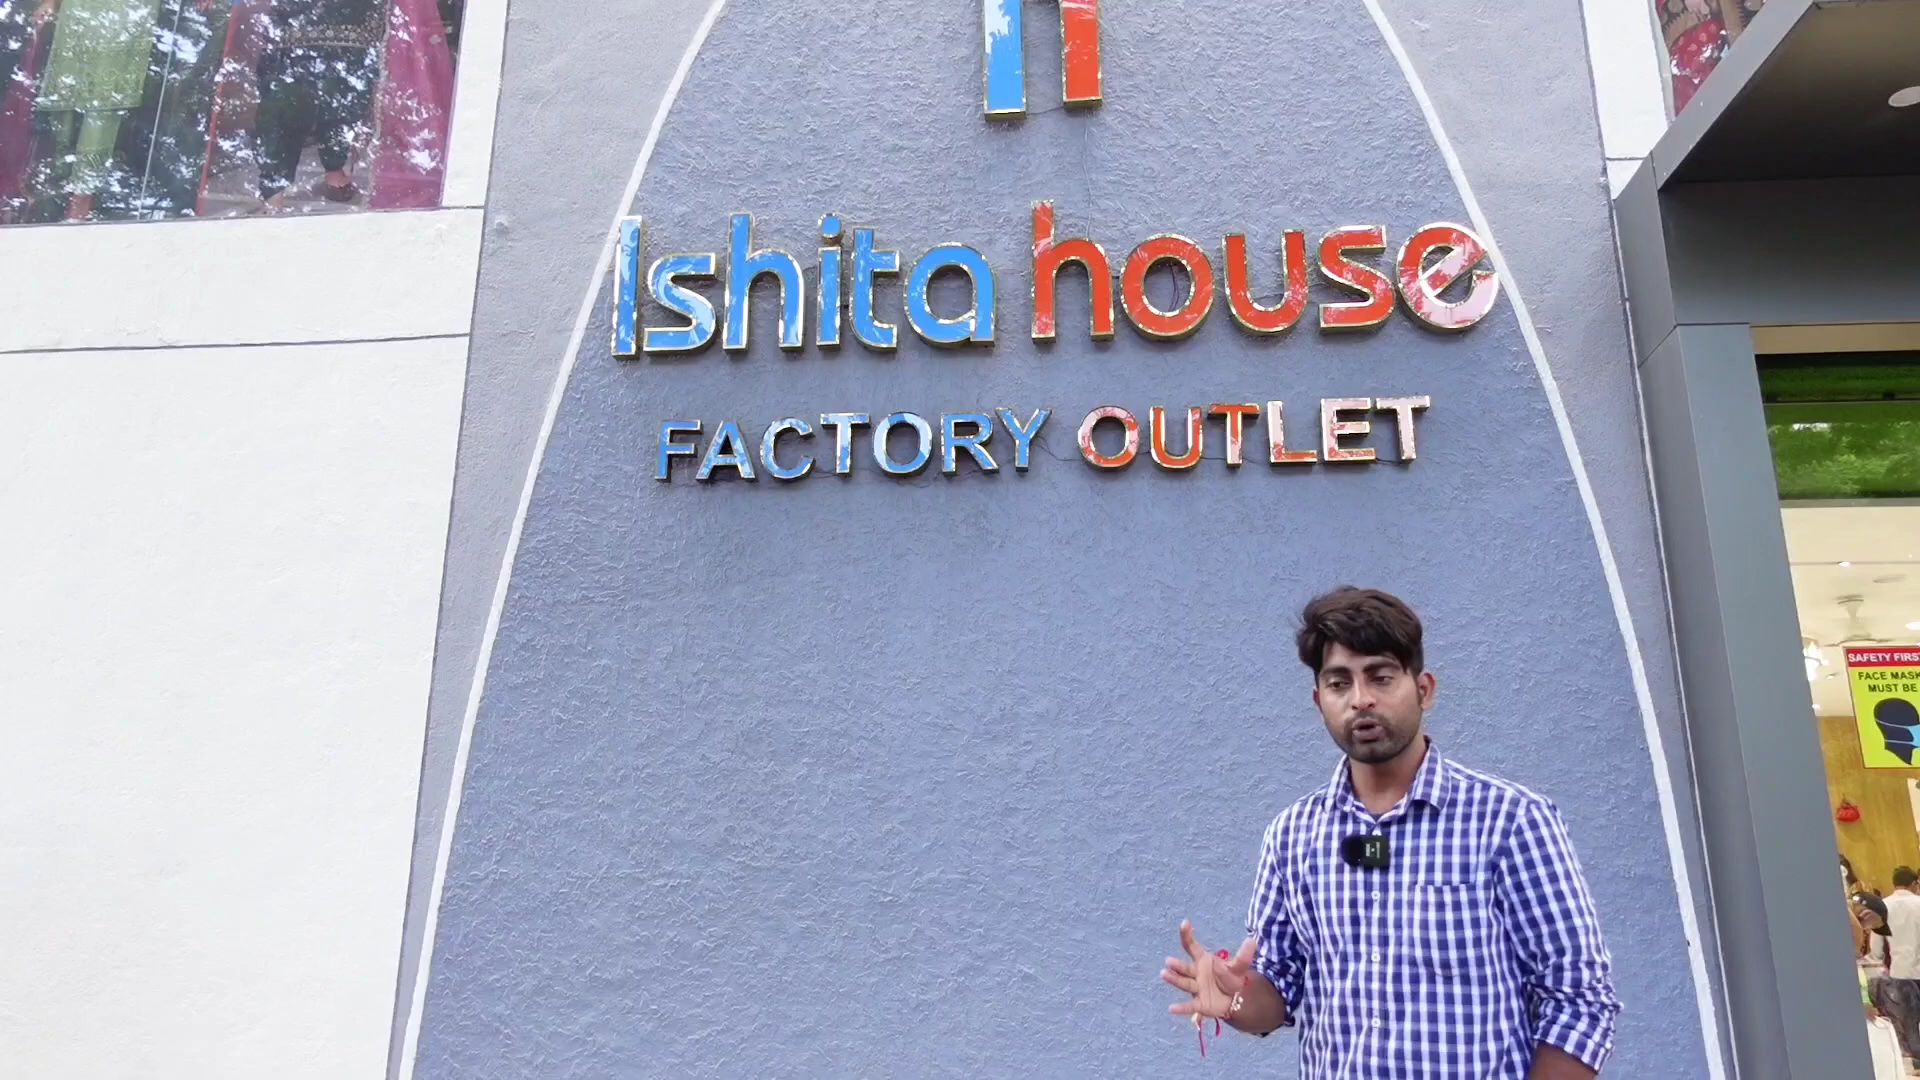 Ishita house
FACTORY OUTLET
SAFETY FIRST
FACE MASK
MUST BE